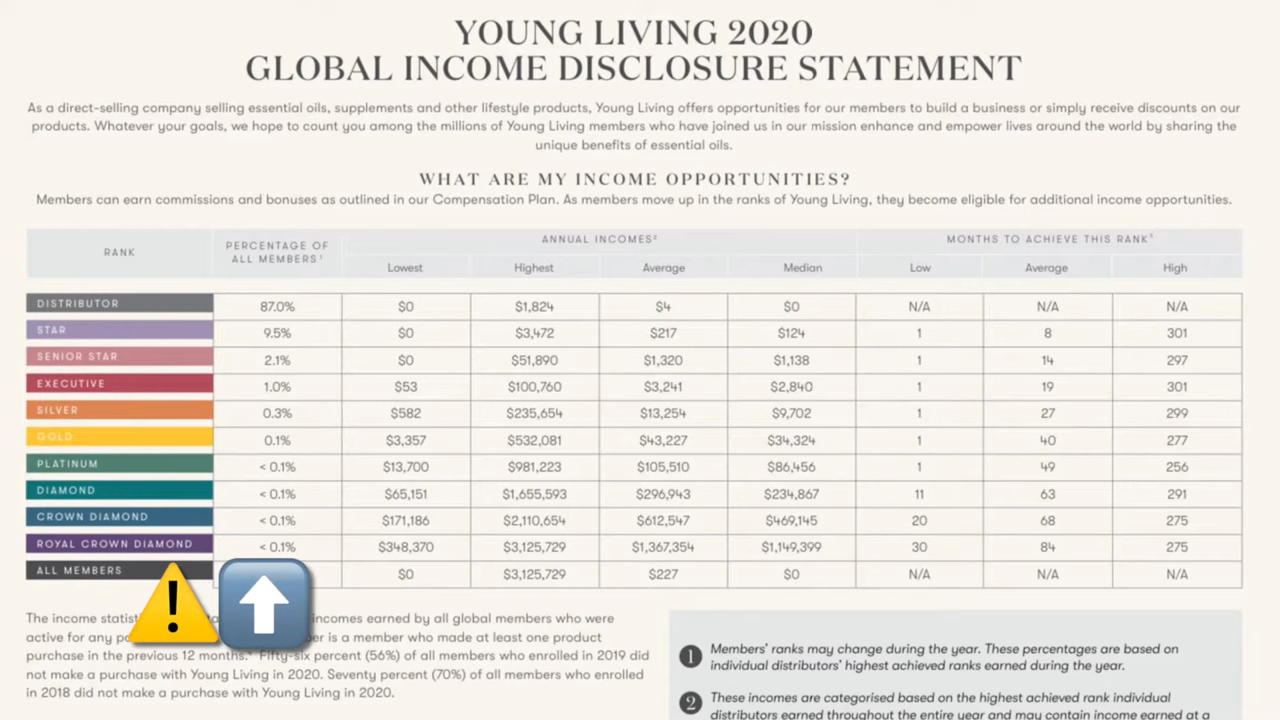 YOUNG LIVING 2020
GLOBAL INCOME DISCLOSURE STATEMENT
As a direct-selling company selling essential oils, supplements and other lifestyle products, Young Living offers opportunities for our members to build a business or simply receive discounts on our
products. Whatever your goals, we hope to count you among the millions of Young Living members who have joined us in our mission enhance and empower lives around the world by sharing the
unique benefits of essential oils.
WHAT ARE MY INCOME OPPORTUNITIES?
Members can earn commissions and bonuses as outlined in our Compensation Plan. As members move up in the ranks of Young Living, they become eligible for additional income opportunities.
RANK PERCENTAGE OF ALL MEMBERS¹ ANNUAL INCOMES² MONTHS TO ACHIEVE THIS RANK³
Lowest Highest Average Median Low Average High
DISTRIBUTOR 87.0% $0 $1,824 $4 $0 N/A N/A N/A
STAR 9.5% $0 $3,472 $217 $124 1 8 301
SENIOR STAR 2.1% $0 $51,890 $1,320 $1,138 1 14 297
EXECUTIVE 1.0% $53 $100,760 $3,241 $2,840 1 19 301
SILVER 0.3% $582 $235,654 $13,254 $9,702 1 27 299
GOLD 0.1% $3,357 $532,081 $43,227 $34,324 1 40 277
PLATINUM < 0.1% $13,700 $981,223 $105,510 $86,456 1 49 256
DIAMOND < 0.1% $65,151 $1,655,593 $296,943 $234,867 11 63 291
CROWN DIAMOND < 0.1% $171,186 $2,110,654 $612,547 $469,145 20 68 275
ROYAL CROWN DIAMOND < 0.1% $348,370 $3,125,729 $1,367,354 $1,149,399 30 84 275
ALL MEMBERS $0 $3,125,729 $227 $0 N/A N/A N/A
The income incomes earned by all global members who were
active for any is a member who made at least one product
purchase in the previous 12 months. Fifty-six percent (56%) of all members who enrolled in 2019 did
not make a purchase with Young Living in 2020. Seventy percent (70%) of all members who enrolled
in 2018 did not make a purchase with Young Living in 2020.
1 Members' ranks may change during the year. These percentages are based on
individual distributors' highest achieved ranks earned during the year.
2 These incomes are categorised based on the highest achieved rank individual
distributors earned throughout the entire year and may contain income earned at a